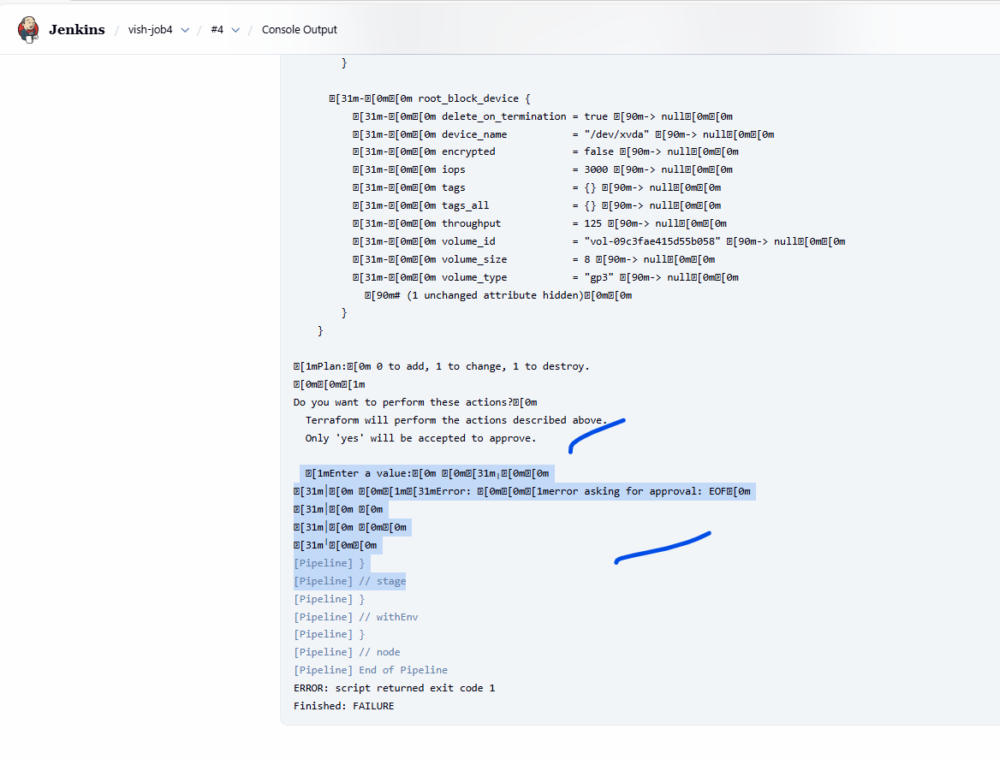 Jenkins / vish-job4 / #4 / Console Output
}
␛[31m-␛[0m␛[0m root_block_device {
␛[31m-␛[0m␛[0m delete_on_termination = true ␛[90m-> null␛[0m␛[0m
␛[31m-␛[0m␛[0m device_name = "/dev/xvda" ␛[90m-> null␛[0m␛[0m
␛[31m-␛[0m␛[0m encrypted = false ␛[90m-> null␛[0m␛[0m
␛[31m-␛[0m␛[0m iops = 3000 ␛[90m-> null␛[0m␛[0m
␛[31m-␛[0m␛[0m tags = {} ␛[90m-> null␛[0m␛[0m
␛[31m-␛[0m␛[0m tags_all = {} ␛[90m-> null␛[0m␛[0m
␛[31m-␛[0m␛[0m throughput = 125 ␛[90m-> null␛[0m␛[0m
␛[31m-␛[0m␛[0m volume_id = "vol-09c3fae415d55b058" ␛[90m-> null␛[0m␛[0m
␛[31m-␛[0m␛[0m volume_size = 8 ␛[90m-> null␛[0m␛[0m
␛[31m-␛[0m␛[0m volume_type = "gp3" ␛[90m-> null␛[0m␛[0m
␛[90m# (1 unchanged attribute hidden)␛[0m␛[0m
}
}
␛[1mPlan:␛[0m 0 to add, 1 to change, 1 to destroy.
␛[0m␛[0m␛[1m
Do you want to perform these actions?␛[0m
Terraform will perform the actions described above.
Only 'yes' will be accepted to approve.
␛[1mEnter a value:␛[0m ␛[0m␛[31m╷␛[0m␛[0m
␛[31m│␛[0m ␛[0m␛[1m␛[31mError: ␛[0m␛[0m␛[1merror asking for approval: EOF␛[0m
␛[31m│␛[0m ␛[0m
␛[31m│␛[0m ␛[0m␛[0m
␛[31m╵␛[0m␛[0m
[Pipeline] }
[Pipeline] // stage
[Pipeline] }
[Pipeline] // withEnv
[Pipeline] }
[Pipeline] // node
[Pipeline] End of Pipeline
ERROR: script returned exit code 1
Finished: FAILURE